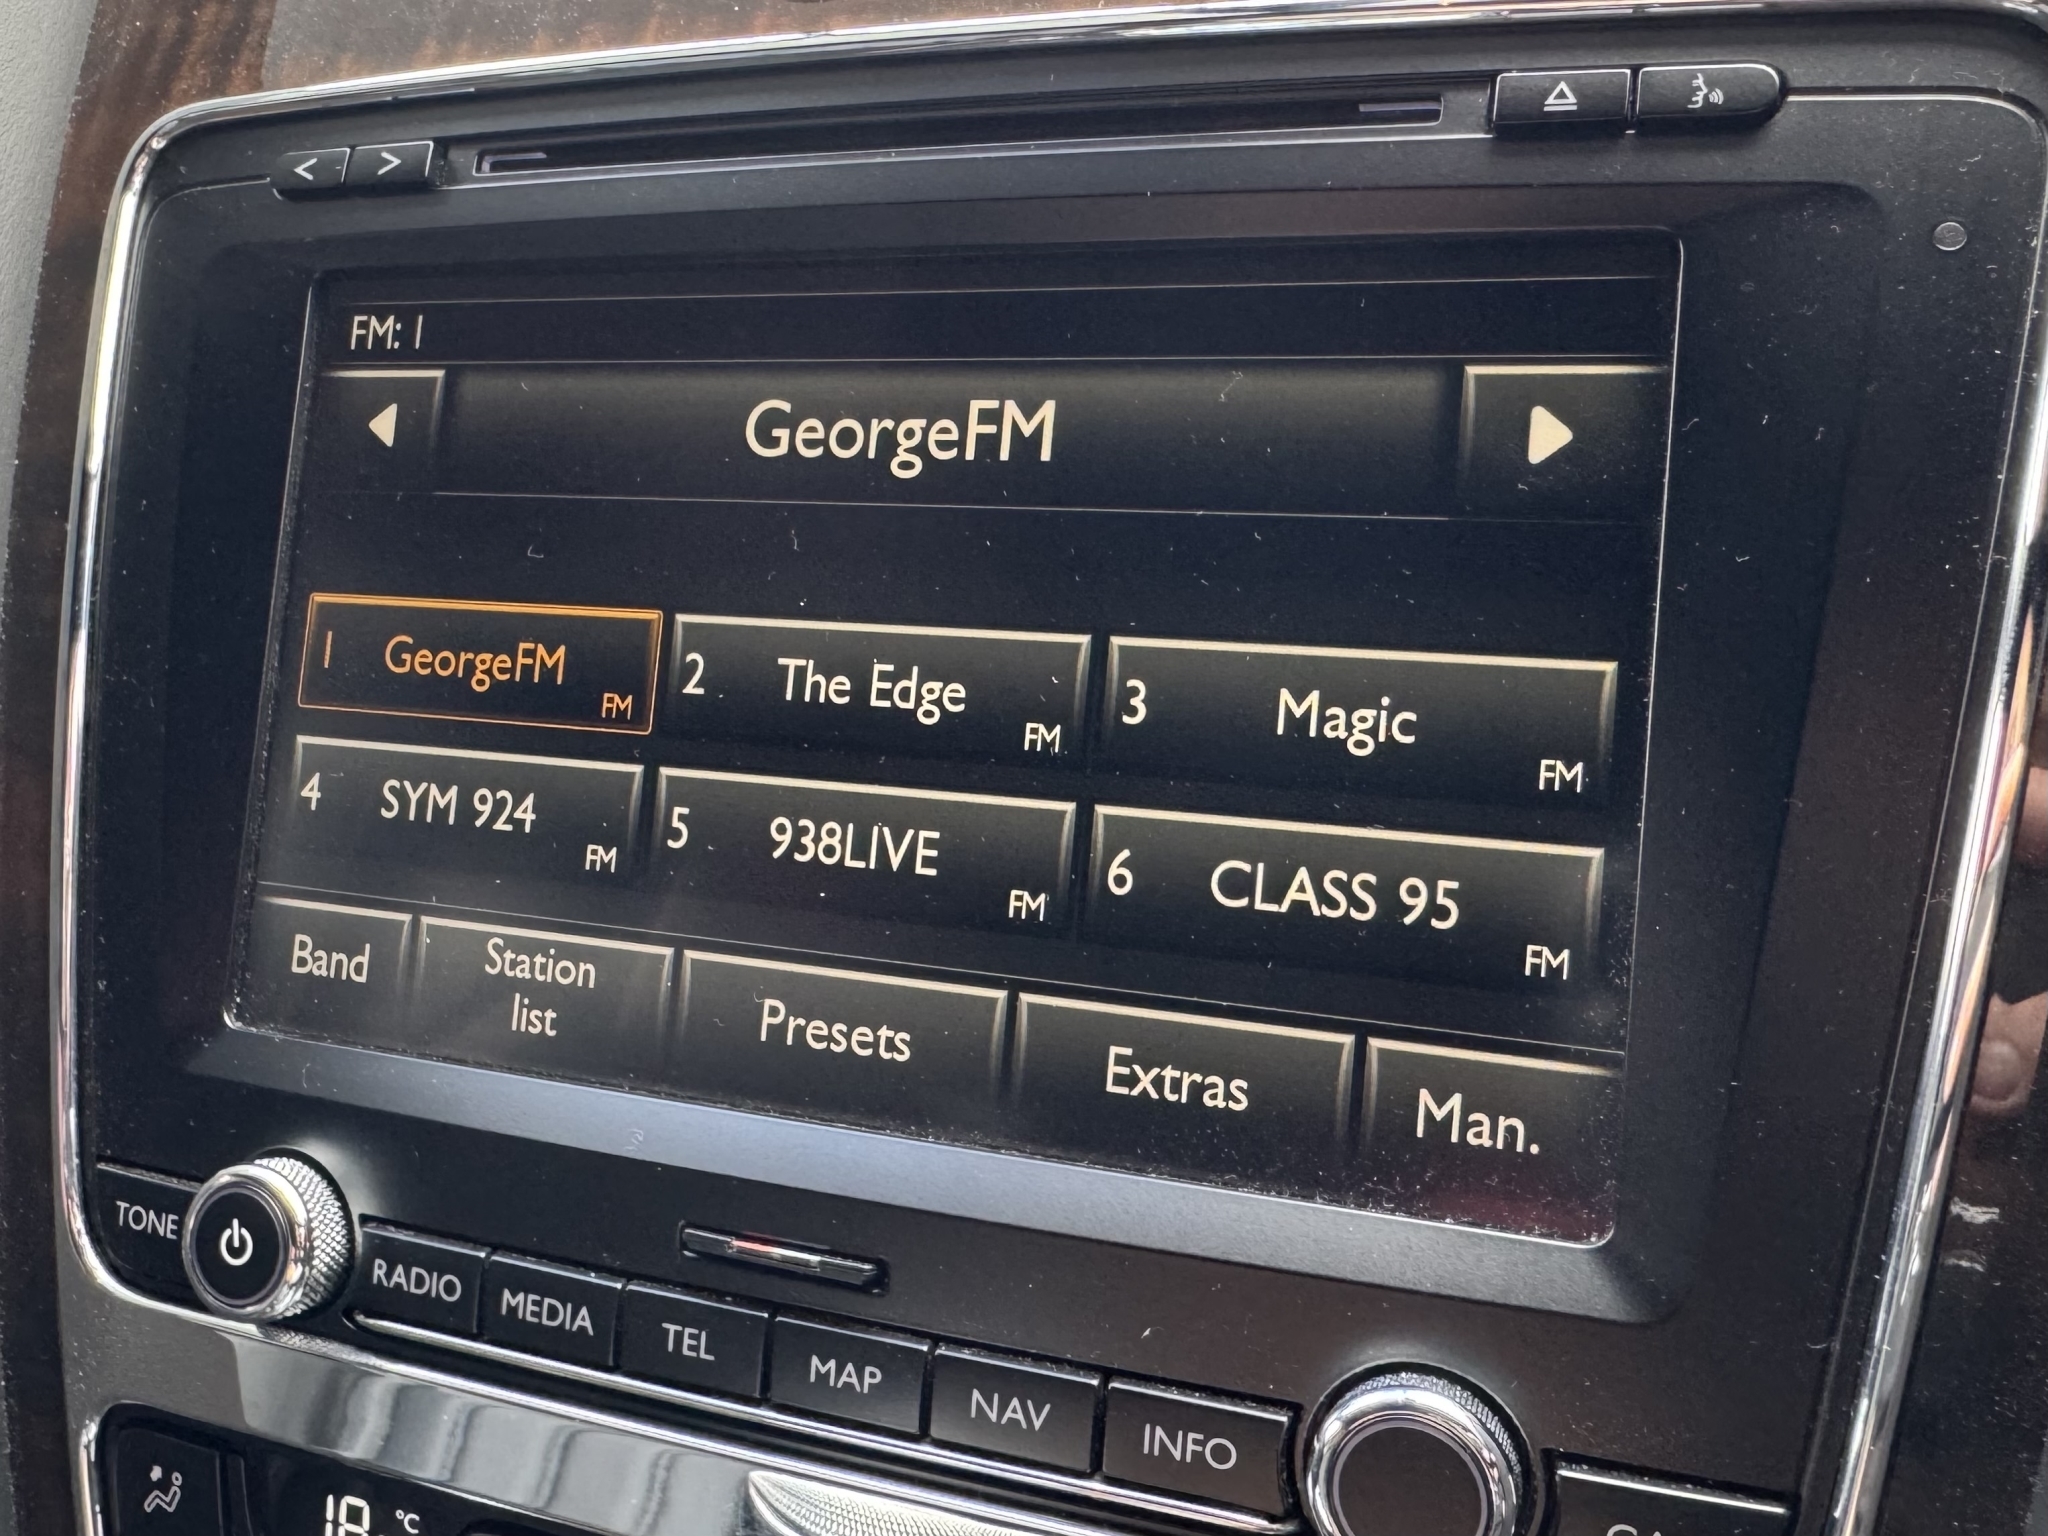 FM: 1
GeorgeFM
1 GeorgeFM FM
2 The Edge FM
3 Magic FM
4 SYM 924 FM
5 938LIVE FM
6 CLASS 95 FM
Band
Station
list
Presets
Extras
Man.
TONE
RADIO
MEDIA
TEL
MAP
NAV
INFO
18 °C